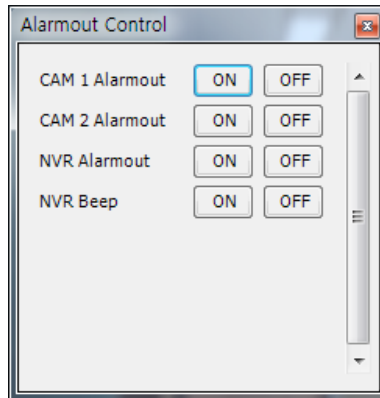 Alarmout Control
CAM 1 Alarmout ON OFF
CAM 2 Alarmout ON OFF
NVR Alarmout ON OFF
NVR Beep ON OFF